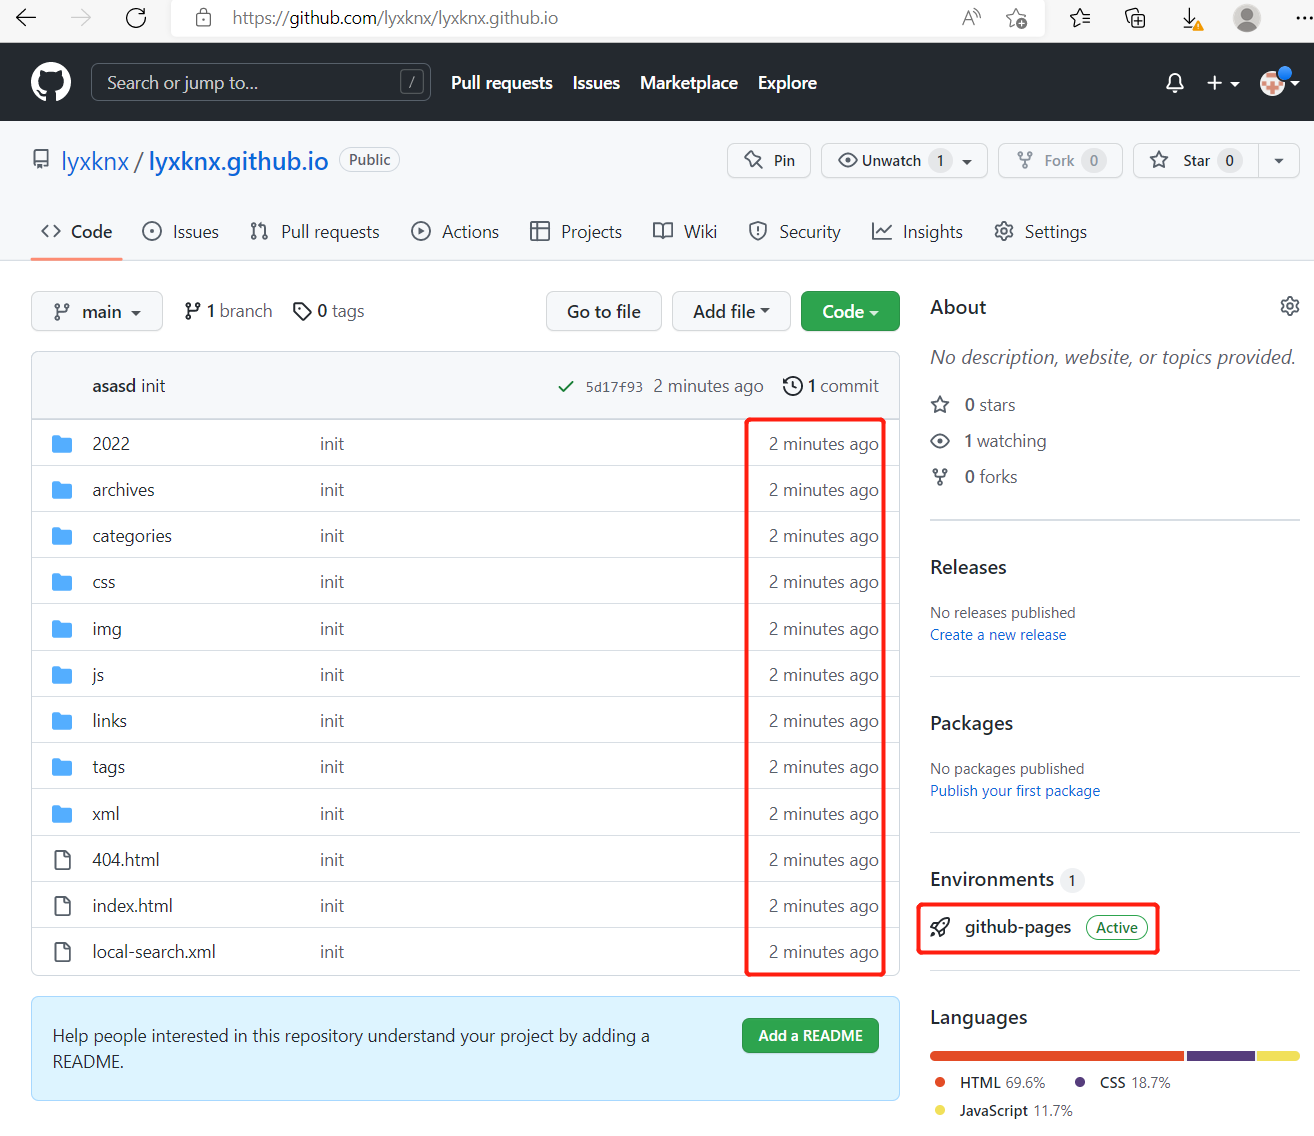 https://github.com/lyxknx/lyxknx.github.io
Search or jump to... / Pull requests Issues Marketplace Explore
lyxknx / lyxknx.github.io Public Pin Unwatch 1 Fork 0 Star 0
Code Issues Pull requests Actions Projects Wiki Insights Security Settings
main 1 branch 0 tags Go to file Add file Code
asasd init 5d17f93 2 minutes ago 1 commit
2022 init 2 minutes ago
archives init 2 minutes ago
categories init 2 minutes ago
css init 2 minutes ago
img init 2 minutes ago
js init 2 minutes ago
links init 2 minutes ago
tags init 2 minutes ago
xml init 2 minutes ago
404.html init 2 minutes ago
index.html init 2 minutes ago
local-search.xml init 2 minutes ago
Help people interested in this repository understand your project by adding a
README.
Add a README
About
No description, website, or topics provided.
0 stars
1 watching
0 forks
Releases
No releases published
Create a new release
Packages
No packages published
Publish your first package
Environments 1
github-pages Active
Languages
HTML 69.6% CSS 18.7%
JavaScript 11.7%